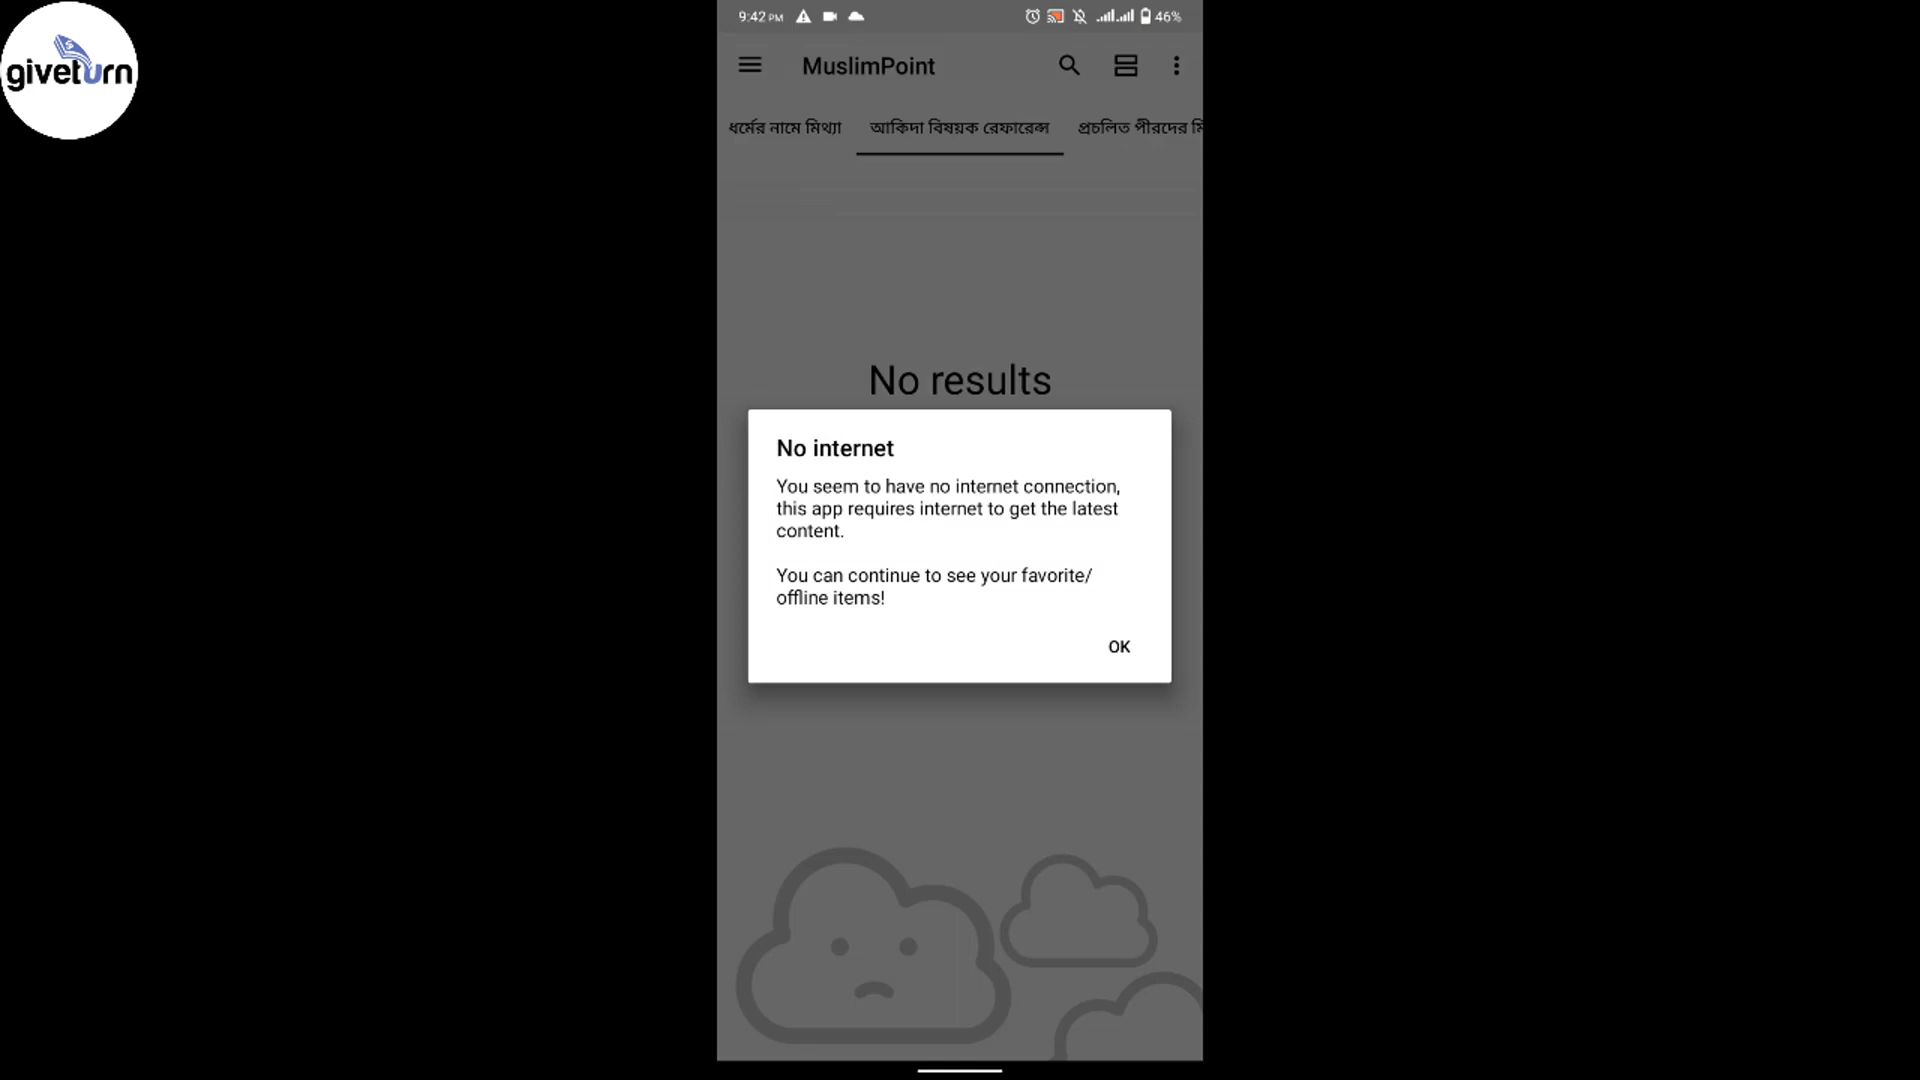 giveturn
9:42 PM
46%
MuslimPoint
ধর্মের নামে মিথ্যা আকিদা বিষয়ক রেফারেন্স প্রচলিত পীরদের
No results
No internet
You seem to have no internet connection,
this app requires internet to get the latest
content.
You can continue to see your favorite/
offline items!
OK